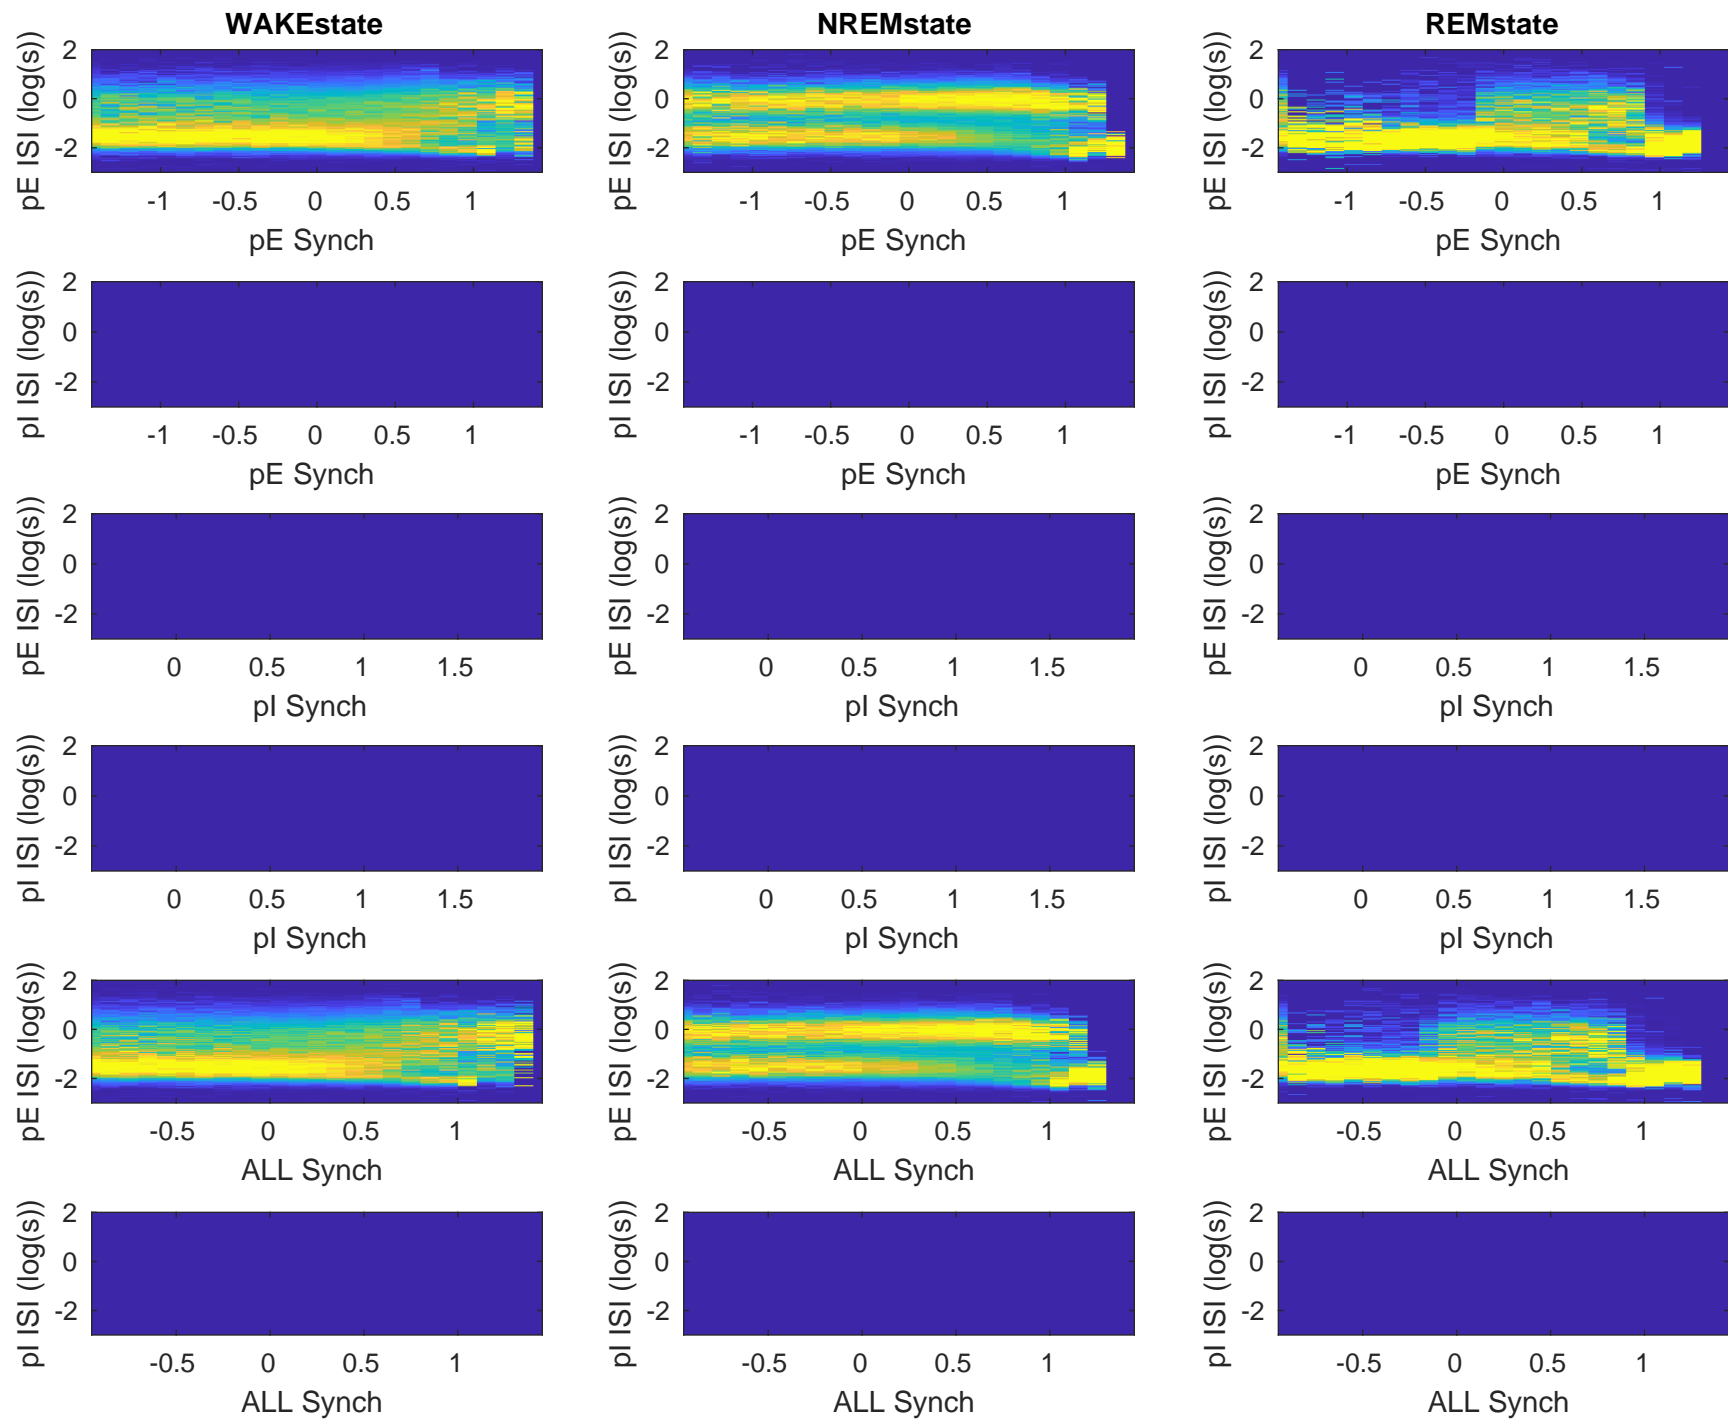 WAKEstate NREMstate REMstate
pE ISI (log(s)) 2 0 -2 pE ISI (log(s)) 2 0 -2 pE ISI (log(s)) 2 0 -2
-1 -0.5 0 0.5 1 -1 -0.5 0 0.5 1 -1 -0.5 0 0.5 1
pE Synch pE Synch pE Synch
pI ISI (log(s)) 2 0 -2 pI ISI (log(s)) 2 0 -2 pI ISI (log(s)) 2 0 -2
-1 -0.5 0 0.5 1 -1 -0.5 0 0.5 1 -1 -0.5 0 0.5 1
pE Synch pE Synch pE Synch
pE ISI (log(s)) 2 0 -2 pE ISI (log(s)) 2 0 -2 pE ISI (log(s)) 2 0 -2
0 0.5 1 1.5 0 0.5 1 1.5 0 0.5 1 1.5
pI Synch pI Synch pI Synch
pI ISI (log(s)) 2 0 -2 pI ISI (log(s)) 2 0 -2 pI ISI (log(s)) 2 0 -2
0 0.5 1 1.5 0 0.5 1 1.5 0 0.5 1 1.5
pI Synch pI Synch pI Synch
pE ISI (log(s)) 2 0 -2 pE ISI (log(s)) 2 0 -2 pE ISI (log(s)) 2 0 -2
-0.5 0 0.5 1 -0.5 0 0.5 1 -0.5 0 0.5 1
ALL Synch ALL Synch ALL Synch
pI ISI (log(s)) 2 0 -2 pI ISI (log(s)) 2 0 -2 pI ISI (log(s)) 2 0 -2
-0.5 0 0.5 1 -0.5 0 0.5 1 -0.5 0 0.5 1
ALL Synch ALL Synch ALL Synch